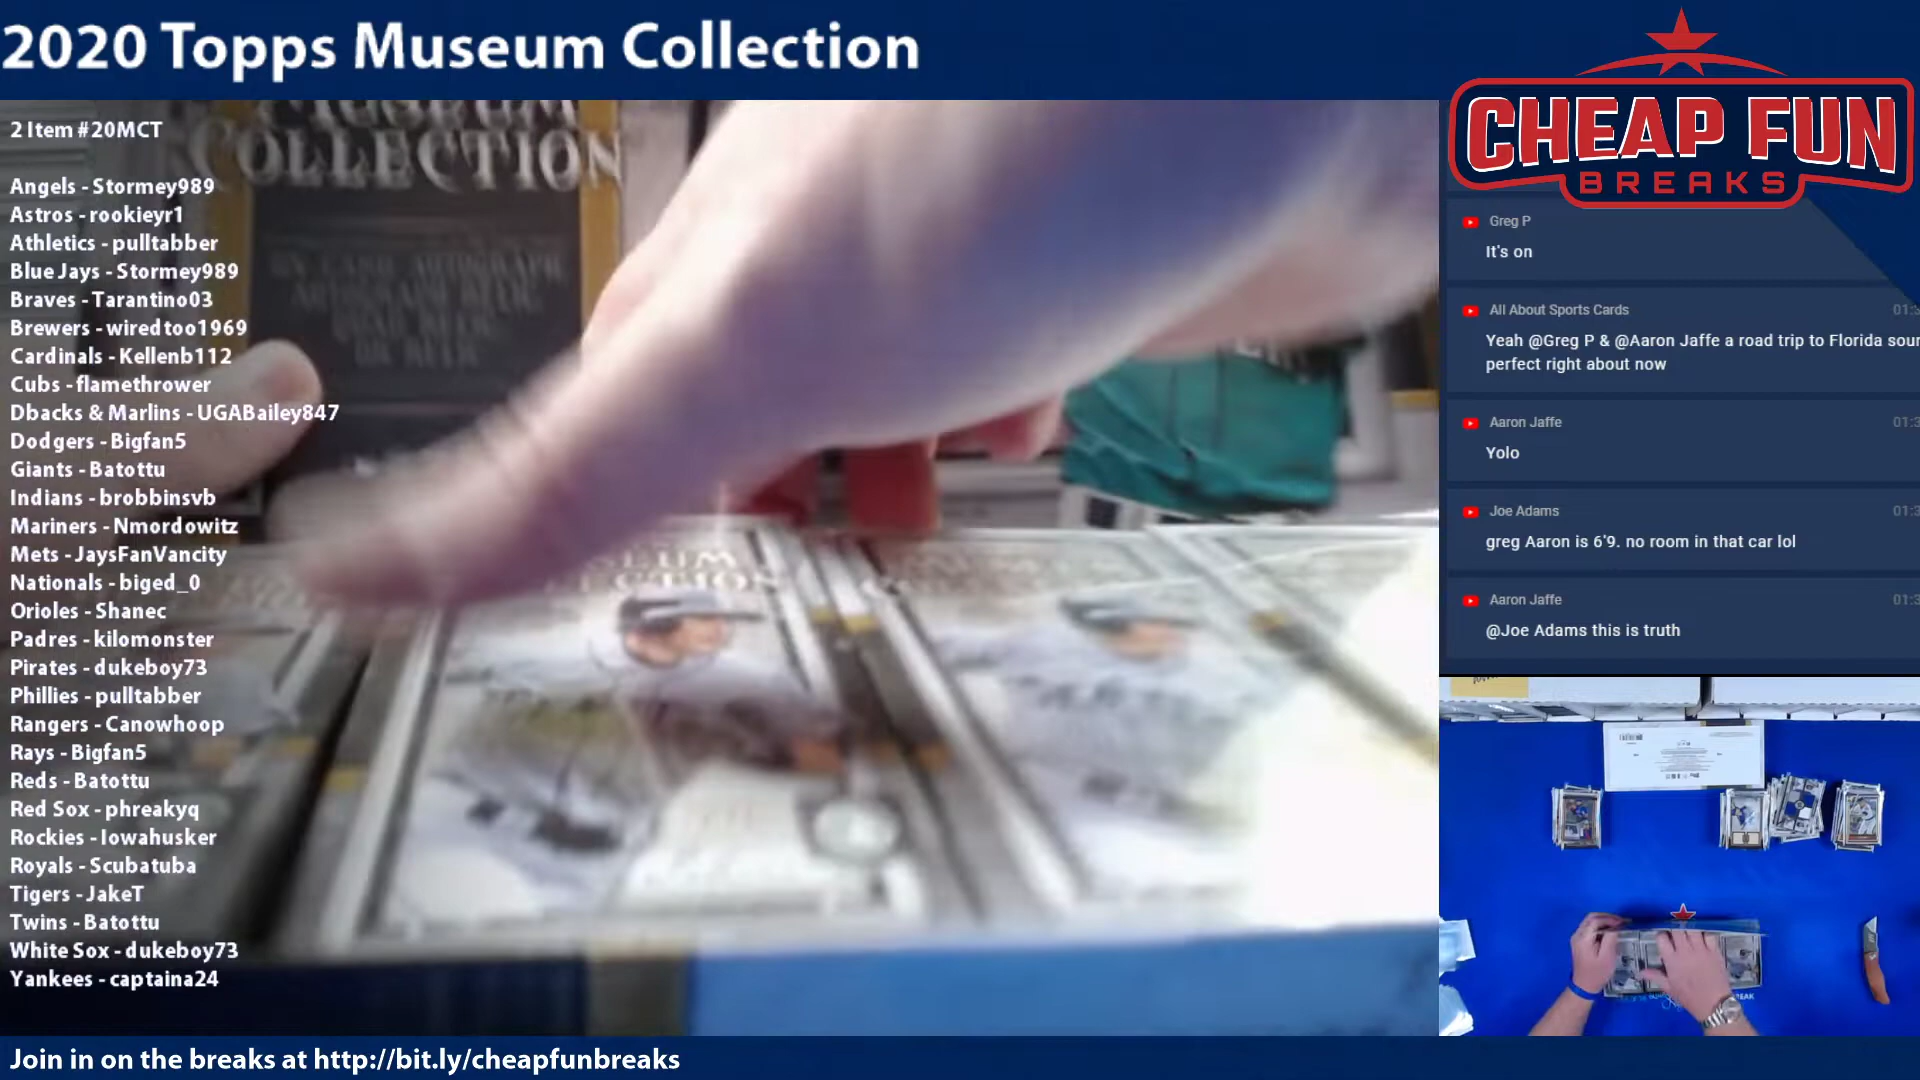 2020 Topps Museum Collection
2 Item #20MCT
Angels - Stormey989
Astros - rookieyr1
Athletics - pulltabber
Blue Jays - Stormey989
Braves - Tarantino03
Brewers - wiredtoo1969
Cardinals - Kellenb112
Cubs - flamethrower
Dbacks & Marlins - UGABailey847
Dodgers - Bigfan5
Giants - Batottu
Indians - brobbinsvb
Mariners - Nmordowitz
Mets - JaysFanVancity
Nationals - biged_0
Orioles - Shanec
Padres - kilomonster
Pirates - dukeboy73
Phillies - pulltabber
Rangers - Canowhoop
Rays - Bigfan5
Reds - Batottu
Red Sox - phreakyq
Rockies - Iowahusker
Royals - Scubatuba
Tigers - JakeT
Twins - Batottu
White Sox - dukeboy73
Yankees - captaina24
MUSEUM
COLLECTION
CHEAP FUN
BREAKS
Greg P
It's on
All About Sports Cards
Yeah @Greg P & @Aaron Jaffe a road trip to Florida
perfect right about now
Aaron Jaffe
Yolo
Joe Adams
greg Aaron is 6'9. no room in that car lol
Aaron Jaffe
@Joe Adams this is truth
Join in on the breaks at http://bit.ly/cheapfunbreaks